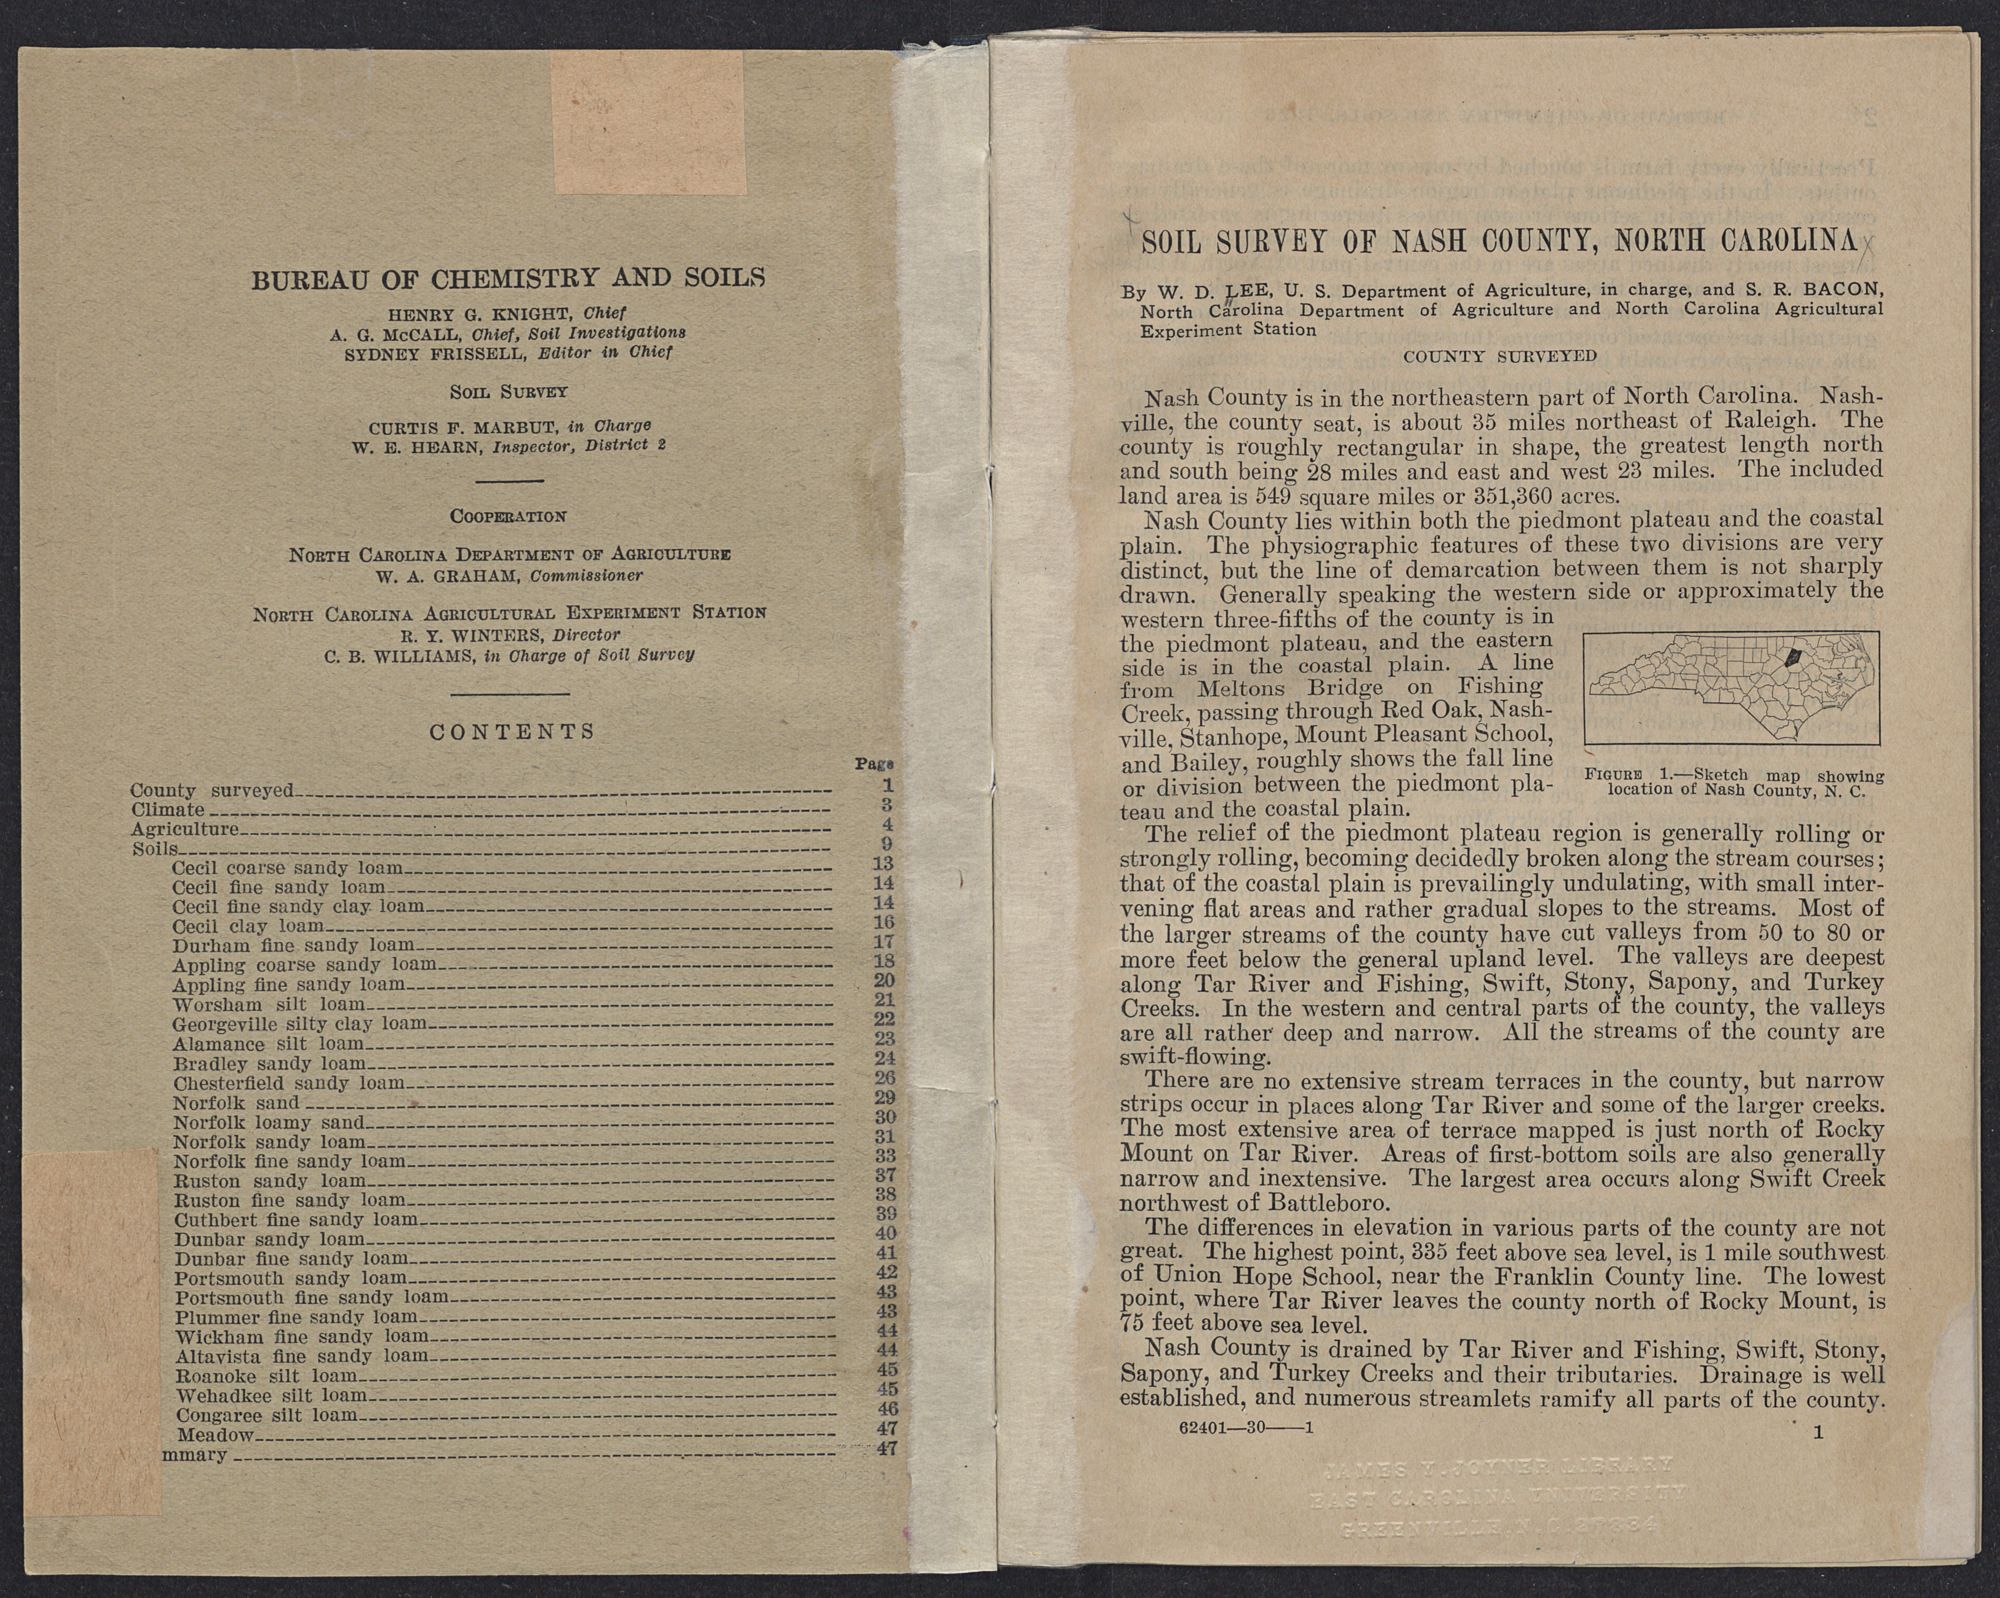 BUREAU OF CHEMISTRY AND SOILS
HENRY G. KNIGHT, Chief
A. G. McCALL, Chief, Soil Investigations
SYDNEY FRISSELL, Editor in Chief
SOIL SURVEY
CURTIS F. MARBUT, in Charge
W. E. HEARN, Inspector, District 2
COOPERATION
NORTH CAROLINA DEPARTMENT OF AGRICULTURE
W. A. GRAHAM, Commissioner
NORTH CAROLINA AGRICULTURAL EXPERIMENT STATION
R. Y. WINTERS, Director
C. B. WILLIAMS, in Charge of Soil Survey
CONTENTS
Page
County surveyed 1
Climate 3
Agriculture 4
Soils 9
Cecil coarse sandy loam 13
Cecil fine sandy loam 14
Cecil fine sandy clay loam 14
Cecil clay loam 16
Durham fine sandy loam 17
Appling coarse sandy loam 18
Appling fine sandy loam 20
Worsham silt loam 21
Georgeville silty clay loam 22
Alamance silt loam 23
Bradley sandy loam 24
Chesterfield sandy loam 26
Norfolk sand 29
Norfolk loamy sand 30
Norfolk sandy loam 31
Norfolk fine sandy loam 33
Ruston sandy loam 37
Ruston fine sandy loam 38
Cuthbert fine sandy loam 39
Dunbar sandy loam 40
Dunbar fine sandy loam 41
Portsmouth sandy loam 42
Portsmouth fine sandy loam 43
Plummer fine sandy loam 43
Wickham fine sandy loam 44
Altavista fine sandy loam 44
Roanoke silt loam 45
Wehadkee silt loam 45
Congaree silt loam 46
Meadow 47
mmary 47
SOIL SURVEY OF NASH COUNTY, NORTH CAROLINA
By W. D. LEE, U. S. Department of Agriculture, in charge, and S. R. BACON,
North Carolina Department of Agriculture and North Carolina Agricultural
Experiment Station
COUNTY SURVEYED
Nash County is in the northeastern part of North Carolina. Nash-
ville, the county seat, is about 35 miles northeast of Raleigh. The
county is roughly rectangular in shape, the greatest length north
and south being 28 miles and east and west 23 miles. The included
land area is 549 square miles or 351,360 acres.
Nash County lies within both the piedmont plateau and the coastal
plain. The physiographic features of these two divisions are very
distinct, but the line of demarcation between them is not sharply
drawn. Generally speaking the western side or approximately the
western three-fifths of the county is in
the piedmont plateau, and the eastern
side is in the coastal plain. A line
from Meltons Bridge on Fishing
Creek, passing through Red Oak, Nash-
ville, Stanhope, Mount Pleasant School,
and Bailey, roughly shows the fall line
or division between the piedmont pla-
teau and the coastal plain.
FIGURE 1.—Sketch map showing
location of Nash County, N. C.
The relief of the piedmont plateau region is generally rolling or
strongly rolling, becoming decidedly broken along the stream courses;
that of the coastal plain is prevailingly undulating, with small inter-
vening flat areas and rather gradual slopes to the streams. Most of
the larger streams of the county have cut valleys from 50 to 80 or
more feet below the general upland level. The valleys are deepest
along Tar River and Fishing, Swift, Stony, Sapony, and Turkey
Creeks. In the western and central parts of the county, the valleys
are all rather deep and narrow. All the streams of the county are
swift-flowing.
There are no extensive stream terraces in the county, but narrow
strips occur in places along Tar River and some of the larger creeks.
The most extensive area of terrace mapped is just north of Rocky
Mount on Tar River. Areas of first-bottom soils are also generally
narrow and inextensive. The largest area occurs along Swift Creek
northwest of Battleboro.
The differences in elevation in various parts of the county are not
great. The highest point, 335 feet above sea level, is 1 mile southwest
of Union Hope School, near the Franklin County line. The lowest
point, where Tar River leaves the county north of Rocky Mount, is
75 feet above sea level.
Nash County is drained by Tar River and Fishing, Swift, Stony,
Sapony, and Turkey Creeks and their tributaries. Drainage is well
established, and numerous streamlets ramify all parts of the county.
62401—30——1
1
JAMES Y. JOYNER LIBRARY
EAST CAROLINA UNIVERSITY
GREENVILLE, N. C. 27834